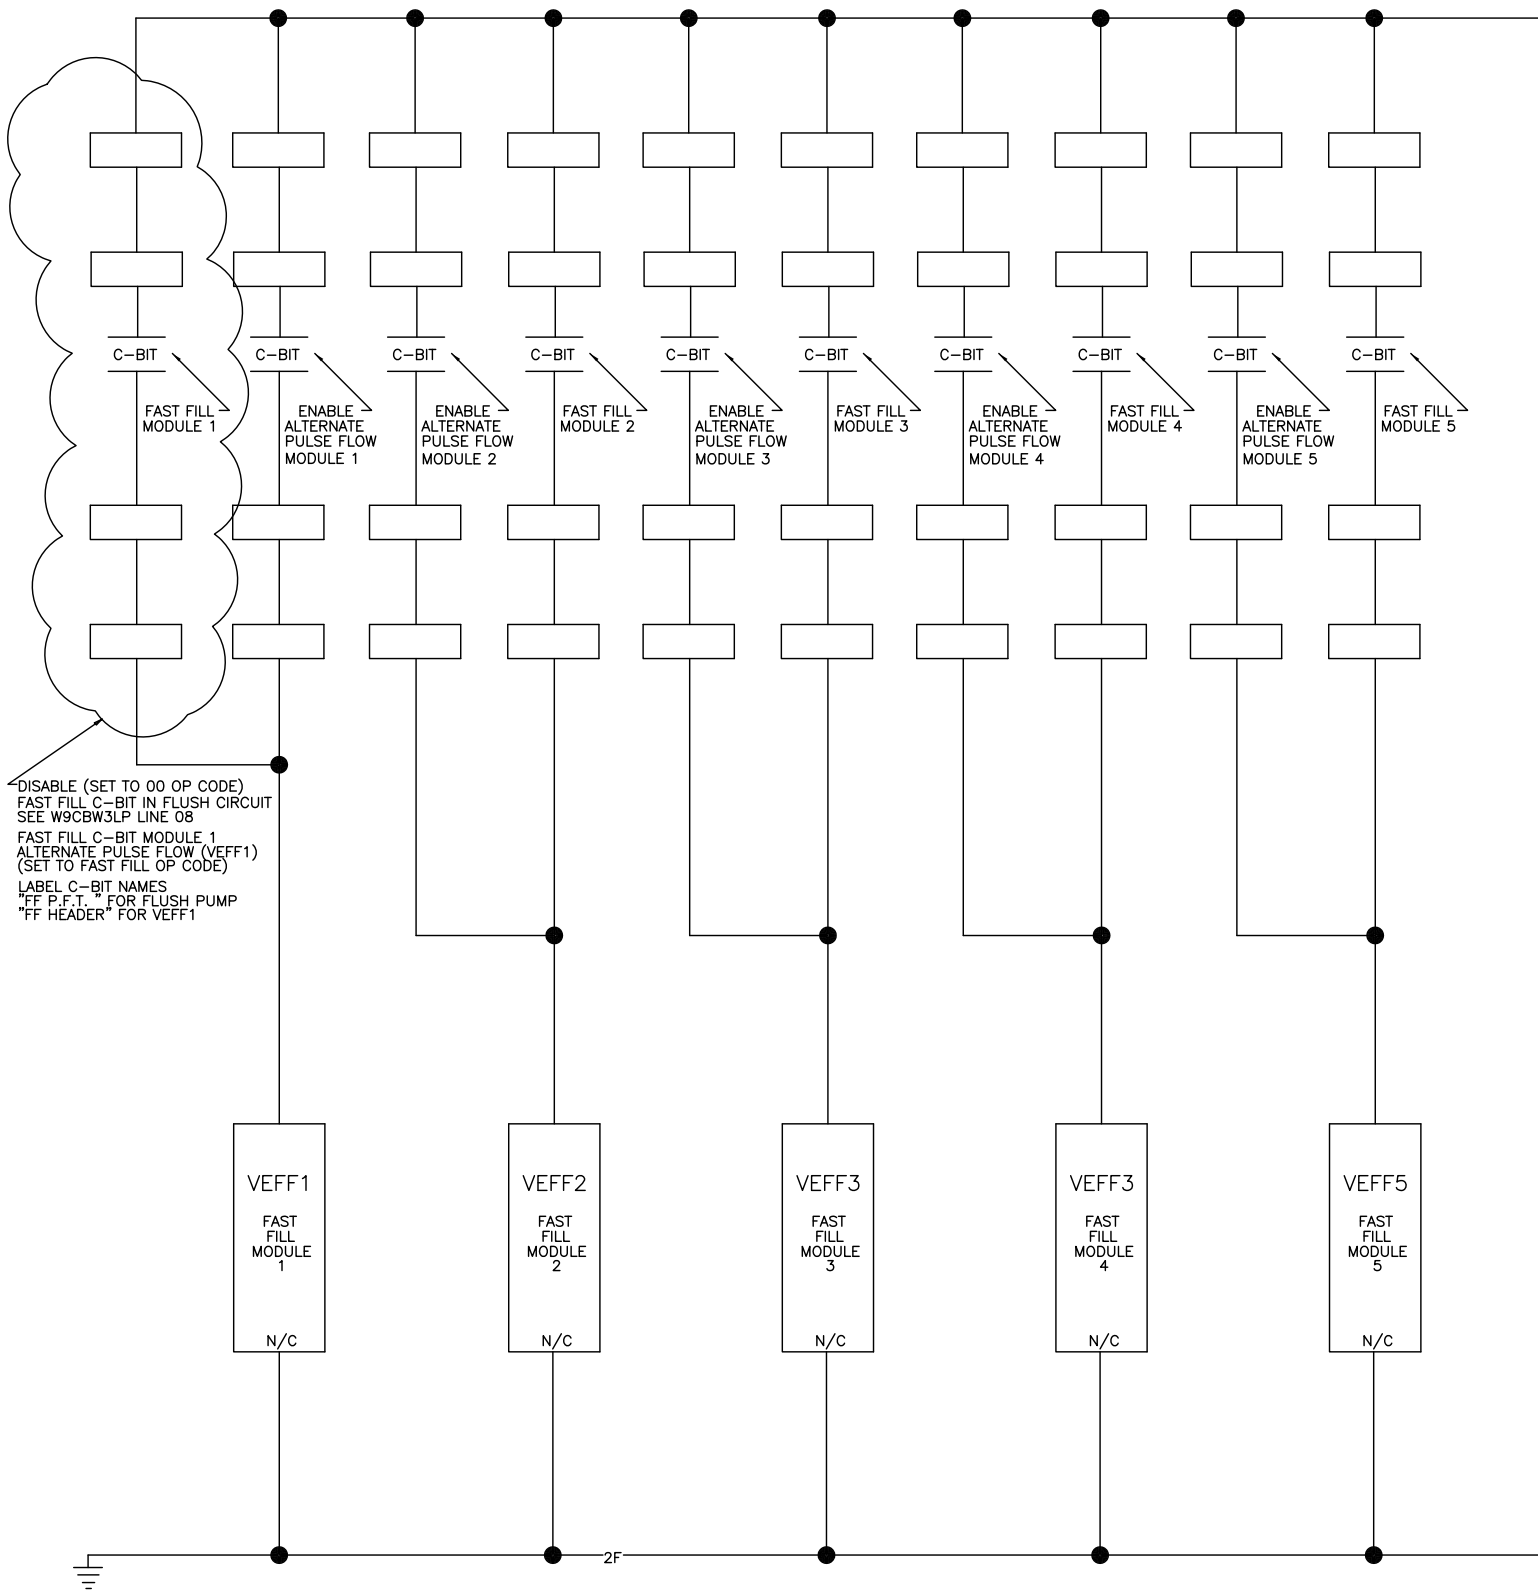 C-BIT
C-BIT
C-BIT
C-BIT
C-BIT
C-BIT
C-BIT
C-BIT
C-BIT
C-BIT
FAST FILL
MODULE 1
ENABLE
ALTERNATE
PULSE FLOW
MODULE 1
ENABLE
ALTERNATE
PULSE FLOW
MODULE 2
FAST FILL
MODULE 2
ENABLE
ALTERNATE
PULSE FLOW
MODULE 3
FAST FILL
MODULE 3
ENABLE
ALTERNATE
PULSE FLOW
MODULE 4
FAST FILL
MODULE 4
ENABLE
ALTERNATE
PULSE FLOW
MODULE 5
FAST FILL
MODULE 5
DISABLE (SET TO 00 OP CODE)
FAST FILL C-BIT IN FLUSH CIRCUIT
SEE W9CBW3LP LINE 08
FAST FILL C-BIT MODULE 1
ALTERNATE PULSE FLOW (VEFF1)
(SET TO FAST FILL OP CODE)
LABEL C-BIT NAMES
"FF P.F.T. " FOR FLUSH PUMP
"FF HEADER" FOR VEFF1
VEFF1
FAST
FILL
MODULE
1
N/C
VEFF2
FAST
FILL
MODULE
2
N/C
VEFF3
FAST
FILL
MODULE
3
N/C
VEFF3
FAST
FILL
MODULE
4
N/C
VEFF5
FAST
FILL
MODULE
5
N/C
2F